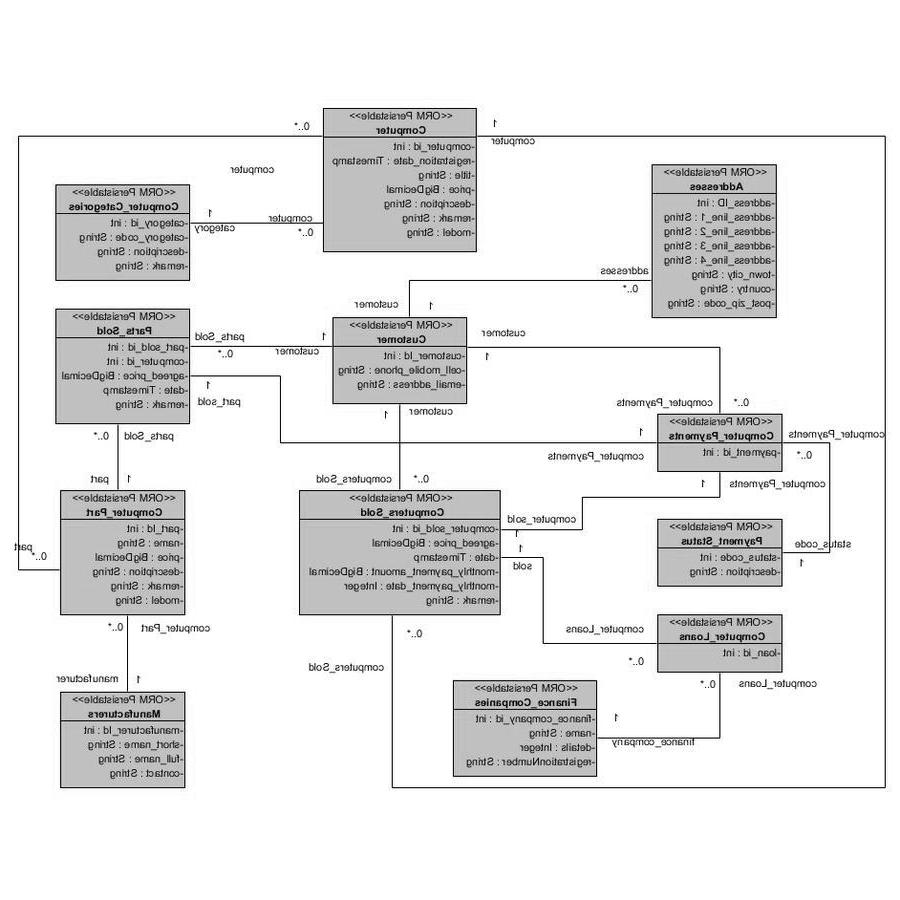 <<ORM Persistable>>
Computer
-computer_id : int
-registration_date : Timestamp
-title : String
-price : BigDecimal
-description : String
-remark : String
-model : String
0..*
1
computer
computer
<<ORM Persistable>>
Addresses
-address_ID : int
-address_line_1 : String
-address_line_2 : String
-address_line_3 : String
-address_line_4 : String
-town_city : String
-country : String
-post_zip_code : String
<<ORM Persistable>>
Computer_Categories
-category_id : int
-category_code : String
-description : String
-remark : String
1
category
computer
0..*
addresses
0..*
customer
1
<<ORM Persistable>>
Customer
-customer_Id : int
-cell_mobile_phone : String
-email_address : String
<<ORM Persistable>>
Parts_Sold
-part_sold_id : int
-computer_id : int
-agreed_price : BigDecimal
-date : Timestamp
-remark : String
parts_Sold
0..*
1
customer
customer
1
1
part_sold
computer_Payments
0..*
1
customer
<<ORM Persistable>>
Computer_Payments
-payment_id : int
1
computer_Payments
computer_Payments
0..*
0..*
parts_Sold
part
1
computers_Sold
0..*
1
computer_Payments
<<ORM Persistable>>
Computer_Part
-part_Id : int
-name : String
-price : BigDecimal
-description : String
-remark : String
-model : String
<<ORM Persistable>>
Computers_Sold
-computer_sold_id : int
-agreed_price : BigDecimal
-date : Timestamp
-monthly_payment_amount : BigDecimal
-monthly_payment_date : Integer
-remark : String
computer_sold
1
1
sold
<<ORM Persistable>>
Payment_Status
-status_code : int
-description : String
status_code
1
part
0..*
0..*
computer_Part
0..*
computers_Sold
computer_Loans
0..*
<<ORM Persistable>>
Computer_Loans
-loan_id : int
0..*
computer_Loans
manufacturer
1
<<ORM Persistable>>
Manufacturers
-manufacturer_Id : int
-short_name : String
-full_name : String
-contact : String
<<ORM Persistable>>
Finance_Companies
-finance_company_id : int
-name : String
-details : Integer
-registrationNumber : String
1
finance_company